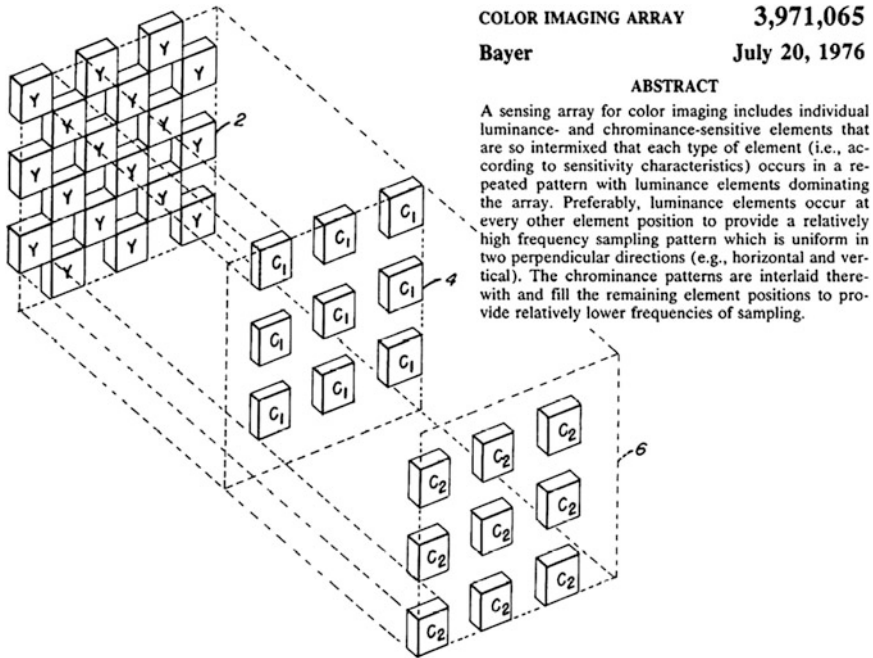 COLOR IMAGING ARRAY 3,971,065
Bayer July 20, 1976
ABSTRACT
A sensing array for color imaging includes individual
luminance- and chrominance-sensitive elements that
are so intermixed that each type of element (i.e., ac-
cording to sensitivity characteristics) occurs in a re-
peated pattern with luminance elements dominating
the array. Preferably, luminance elements occur at
every other element position to provide a relatively
high frequency sampling pattern which is uniform in
two perpendicular directions (e.g., horizontal and ver-
tical). The chrominance patterns are interlaid there-
with and fill the remaining element positions to pro-
vide relatively lower frequencies of sampling.
Y Y Y
Y Y Y
Y Y Y
Y Y Y
Y Y Y
Y Y Y
2
C1 C1 C1
C1 C1 C1
C1 C1 C1
4
C2 C2 C2
C2 C2 C2
C2 C2 C2
6